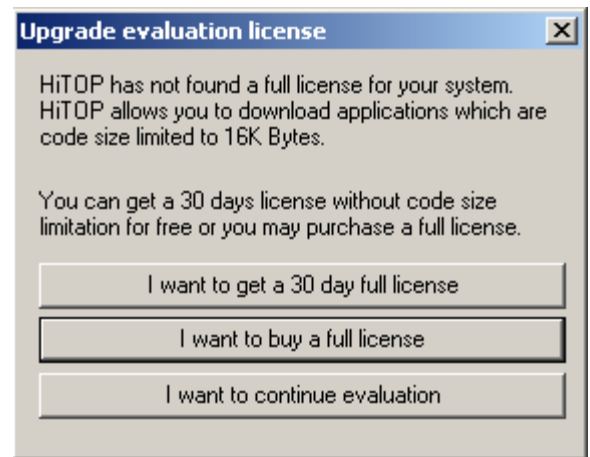 Upgrade evaluation license
HiTOP has not found a full license for your system.
HiTOP allows you to download applications which are
code size limited to 16K Bytes.
You can get a 30 days license without code size
limitation for free or you may purchase a full license.
I want to get a 30 day full license
I want to buy a full license
I want to continue evaluation